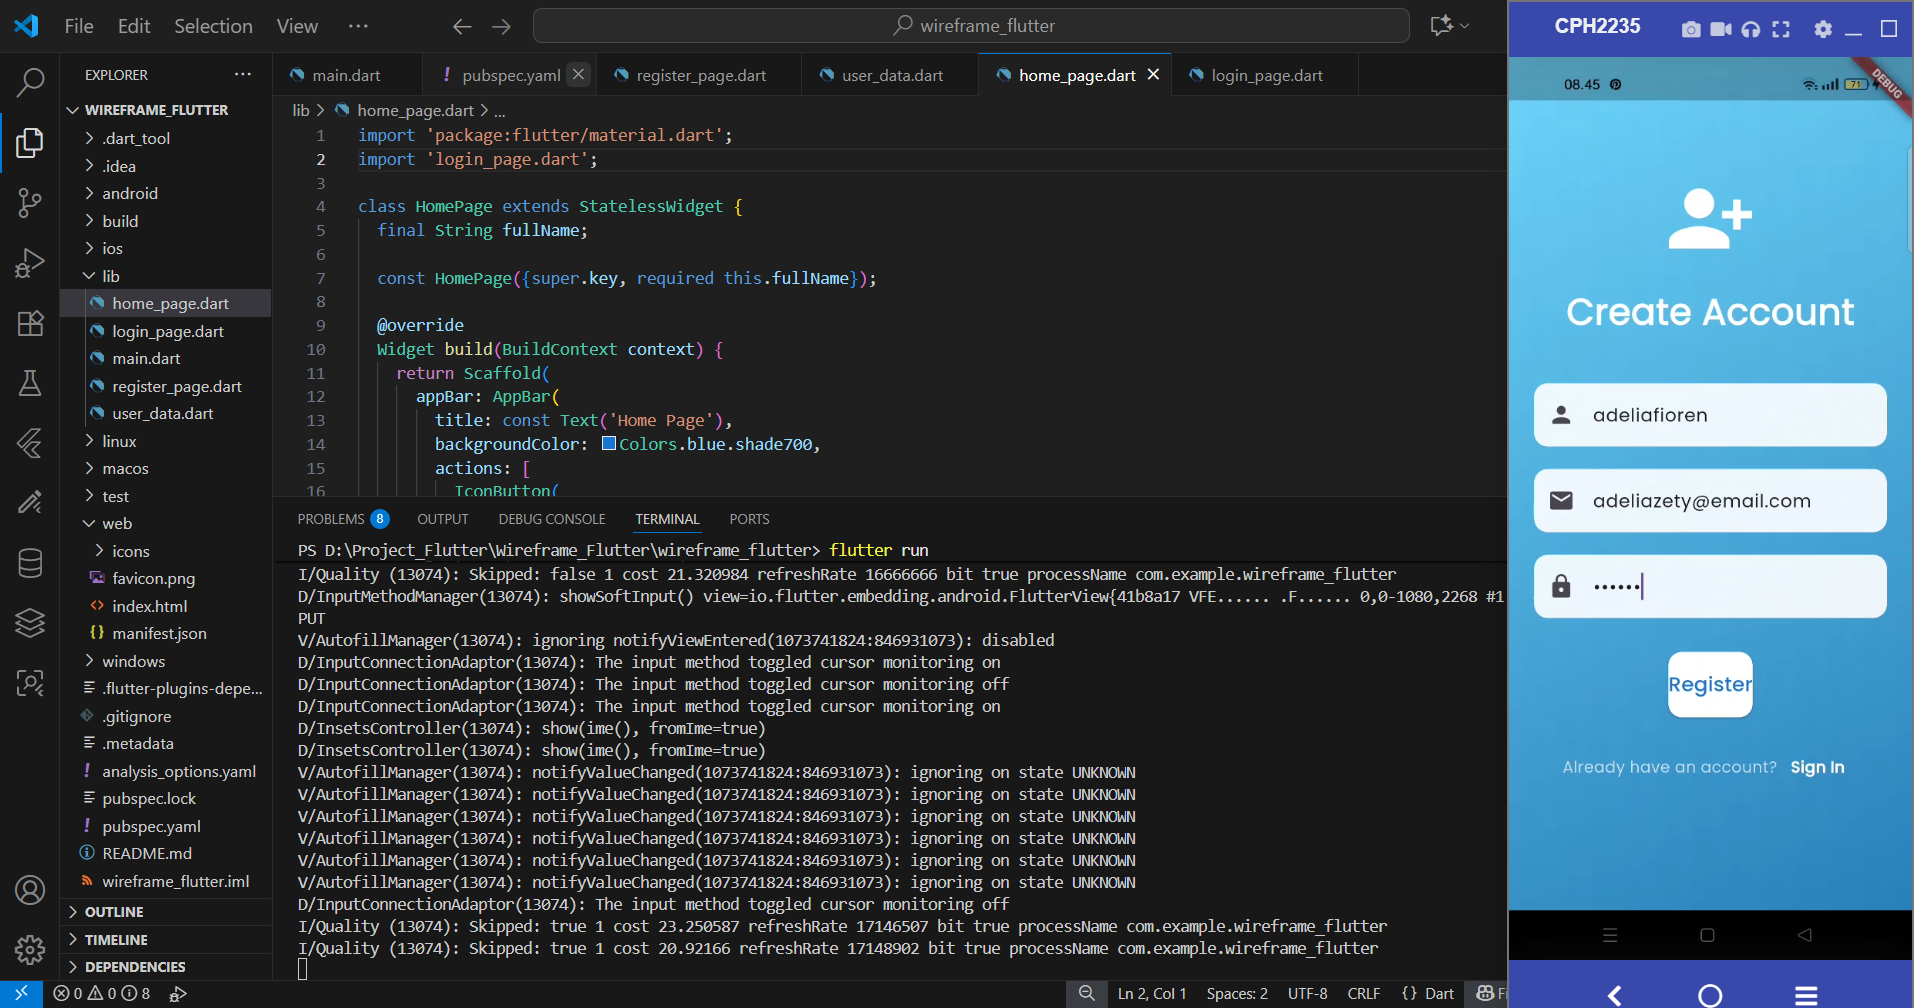 File Edit Selection View ···
wireframe_flutter
EXPLORER ···
WIREFRAME_FLUTTER
.dart_tool
.idea
android
build
ios
lib
home_page.dart
login_page.dart
main.dart
register_page.dart
user_data.dart
linux
macos
test
web
icons
favicon.png
index.html
manifest.json
windows
.flutter-plugins-depe...
.gitignore
.metadata
analysis_options.yaml
pubspec.lock
pubspec.yaml
README.md
wireframe_flutter.iml
OUTLINE
TIMELINE
DEPENDENCIES
main.dart ! pubspec.yaml register_page.dart user_data.dart home_page.dart login_page.dart
lib > home_page.dart > ...
1 import 'package:flutter/material.dart';
2 import 'login_page.dart';
3
4 class HomePage extends StatelessWidget {
5 final String fullName;
6
7 const HomePage({super.key, required this.fullName});
8
9 @override
10 Widget build(BuildContext context) {
11 return Scaffold(
12 appBar: AppBar(
13 title: const Text('Home Page'),
14 backgroundColor: Colors.blue.shade700,
15 actions: [
16 IconButton(
PROBLEMS 8 OUTPUT DEBUG CONSOLE TERMINAL PORTS
PS D:\Project_Flutter\Wireframe_Flutter\wireframe_flutter> flutter run
I/Quality (13074): Skipped: false 1 cost 21.320984 refreshRate 16666666 bit true processName com.example.wireframe_flutter
D/InputMethodManager(13074): showSoftInput() view=io.flutter.embedding.android.FlutterView{41b8a17 VFE...... .F...... 0,0-1080,2268 #1
PUT
V/AutofillManager(13074): ignoring notifyViewEntered(1073741824:846931073): disabled
D/InputConnectionAdaptor(13074): The input method toggled cursor monitoring on
D/InputConnectionAdaptor(13074): The input method toggled cursor monitoring off
D/InputConnectionAdaptor(13074): The input method toggled cursor monitoring on
D/InsetsController(13074): show(ime(), fromIme=true)
D/InsetsController(13074): show(ime(), fromIme=true)
V/AutofillManager(13074): notifyValueChanged(1073741824:846931073): ignoring on state UNKNOWN
V/AutofillManager(13074): notifyValueChanged(1073741824:846931073): ignoring on state UNKNOWN
V/AutofillManager(13074): notifyValueChanged(1073741824:846931073): ignoring on state UNKNOWN
V/AutofillManager(13074): notifyValueChanged(1073741824:846931073): ignoring on state UNKNOWN
V/AutofillManager(13074): notifyValueChanged(1073741824:846931073): ignoring on state UNKNOWN
V/AutofillManager(13074): notifyValueChanged(1073741824:846931073): ignoring on state UNKNOWN
D/InputConnectionAdaptor(13074): The input method toggled cursor monitoring off
I/Quality (13074): Skipped: true 1 cost 23.250587 refreshRate 17146507 bit true processName com.example.wireframe_flutter
I/Quality (13074): Skipped: true 1 cost 20.92166 refreshRate 17148902 bit true processName com.example.wireframe_flutter
0 0 8 Ln 2, Col 1 Spaces: 2 UTF-8 CRLF {} Dart Fi
CPH2235
08.45 71 DEBUG
Create Account
adeliafioren
adeliazety@email.com
••••••
Register
Already have an account? Sign In